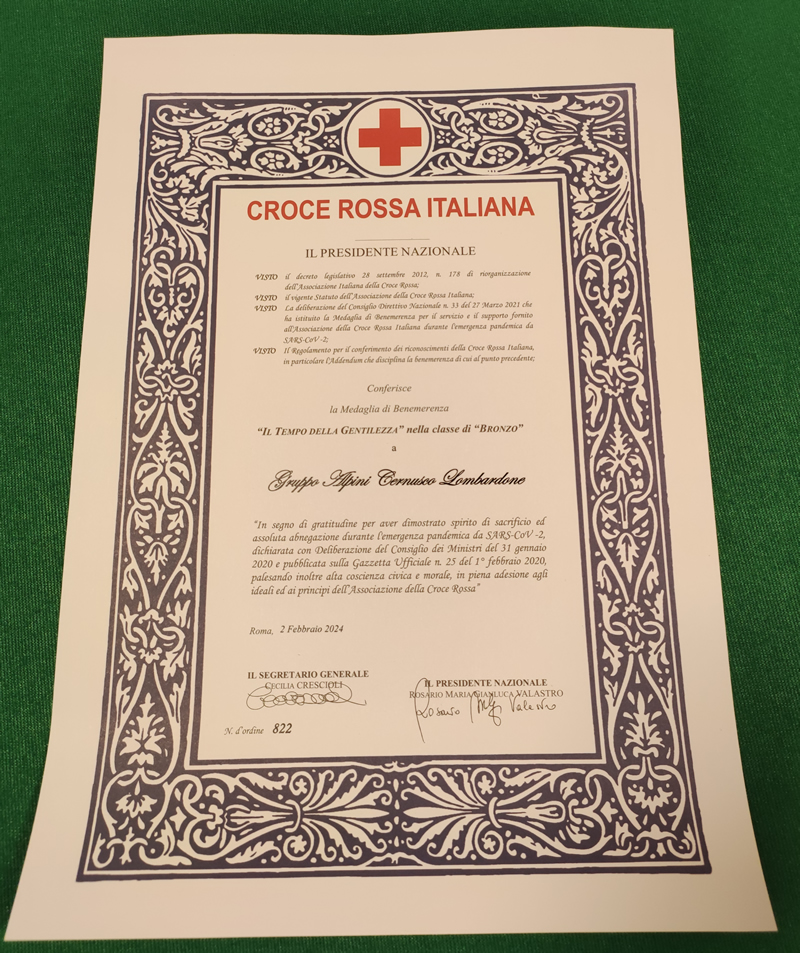 CROCE ROSSA ITALIANA
IL PRESIDENTE NAZIONALE
VISTO il decreto legislativo 28 settembre 2012, n. 178 di riorganizzazione
dell'Associazione Italiana della Croce Rossa;
VISTO il vigente Statuto dell'Associazione della Croce Rossa Italiana;
VISTO La deliberazione del Consiglio Direttivo Nazionale n. 33 del 27 Marzo 2021 che
ha istituito la Medaglia di Benemerenza per il servizio e il supporto fornito
all'Associazione della Croce Rossa Italiana durante l'emergenza pandemica da
SARS-CoV -2;
VISTO Il Regolamento per il conferimento dei riconoscimenti della Croce Rossa Italiana,
in particolare l'Addendum che disciplina la benemerenza di cui al punto precedente;
Conferisce
la Medaglia di Benemerenza
“IL TEMPO DELLA GENTILEZZA” nella classe di “BRONZO”
a
Gruppo Alpini Cernusco Lombardone
“In segno di gratitudine per aver dimostrato spirito di sacrificio ed
assoluta abnegazione durante l'emergenza pandemica da SARS-CoV -2,
dichiarata con Deliberazione del Consiglio dei Ministri del 31 gennaio
2020 e pubblicata sulla Gazzetta Ufficiale n. 25 del 1° febbraio 2020,
palesando inoltre alta coscienza civica e morale, in piena adesione agli
ideali ed ai principi dell'Associazione della Croce Rossa”
Roma, 2 Febbraio 2024
IL SEGRETARIO GENERALE
CECILIA CRESCIOLI
IL PRESIDENTE NAZIONALE
ROSARIO MARIA GIANLUCA VALASTRO
Rosario Valastro
N. d'ordine 822